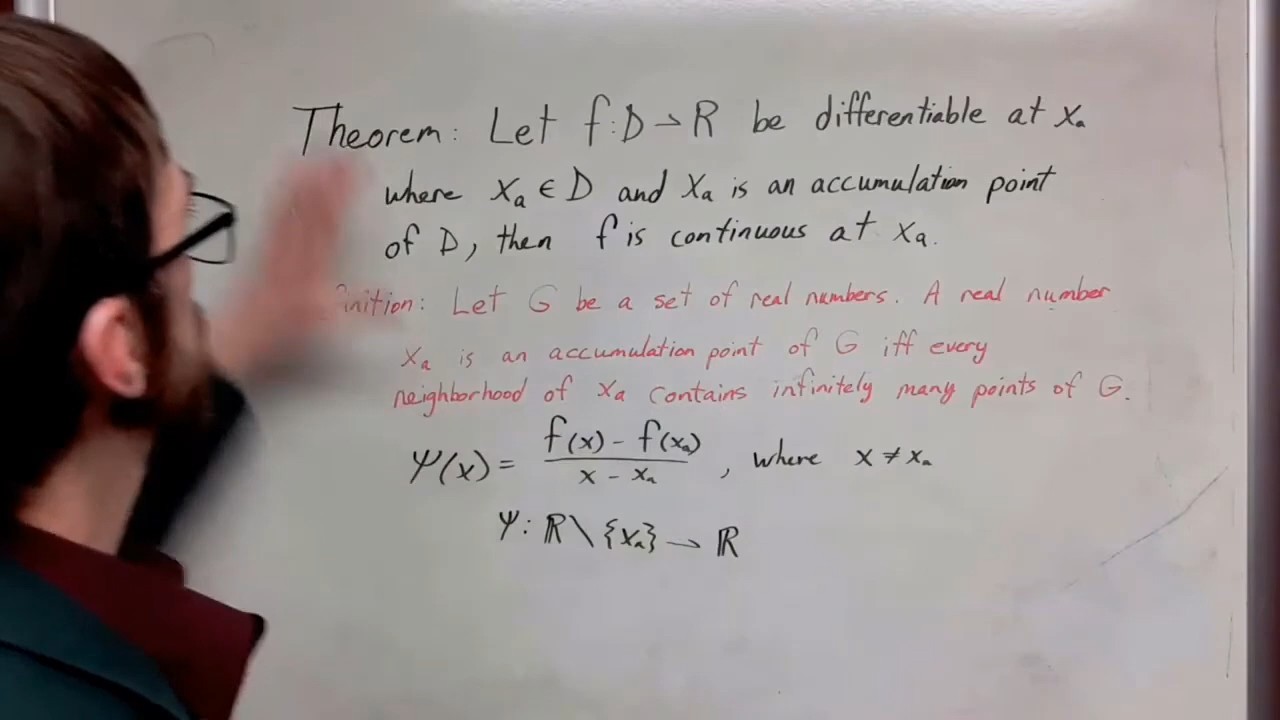 Theorem: Let f: D → R be differentiable at xₐ
where xₐ ∈ D and xₐ is an accumulation point
of D, then f is continuous at xₐ.
inition: Let G be a set of real numbers. A real number
xₐ is an accumulation point of G iff every
neighborhood of xₐ contains infinitely many points of G.
Ψ(x) = f(x) - f(xₐ) / x - xₐ , where x ≠ xₐ
Ψ: ℝ \ {xₐ} → ℝ